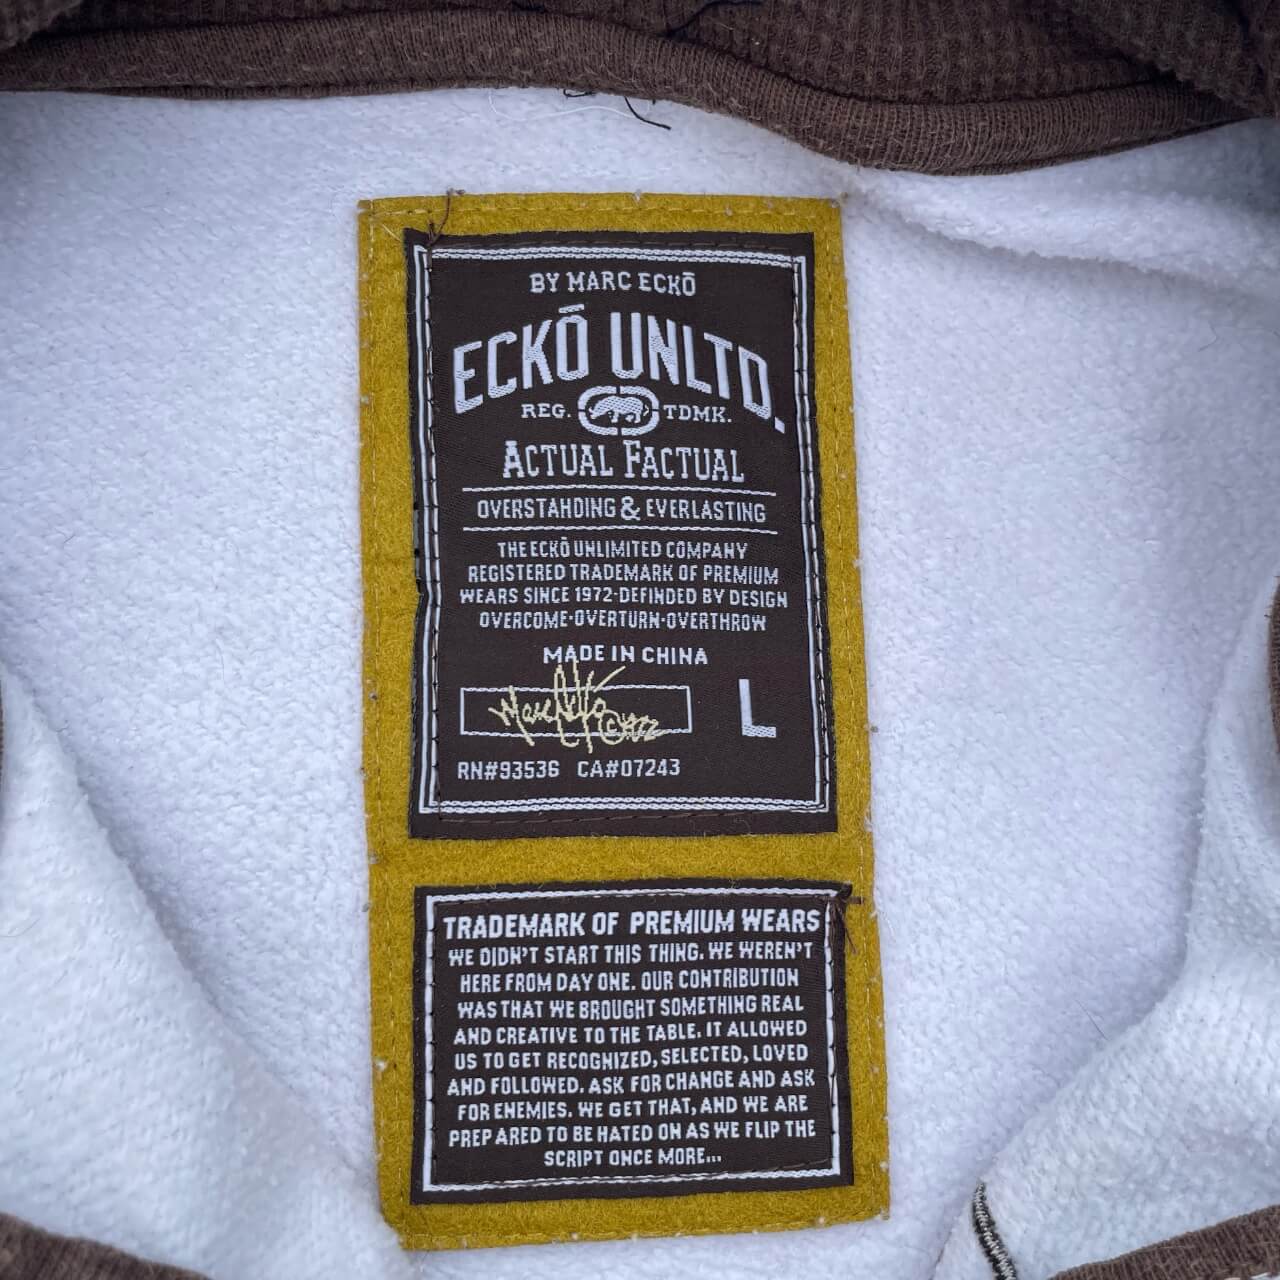 BY MARC ECKŌ
ECKŌ UNLTD.
REG. TDMK.
ACTUAL FACTUAL
OVERSTAHDING & EVERLASTING
THE ECKŌ UNLIMITED COMPANY
REGISTERED TRADEMARK OF PREMIUM
WEARS SINCE 1972·DEFINDED BY DESIGN
OVERCOME·OVERTURN·OVERTHROW
MADE IN CHINA
Marc Ecko ©1972
L
RN#93536 CA#07243
TRADEMARK OF PREMIUM WEARS
WE DIDN'T START THIS THING. WE WEREN'T
HERE FROM DAY ONE. OUR CONTRIBUTION
WAS THAT WE BROUGHT SOMETHING REAL
AND CREATIVE TO THE TABLE. IT ALLOWED
US TO GET RECOGNIZED, SELECTED, LOVED
AND FOLLOWED. ASK FOR CHANGE AND ASK
FOR ENEMIES. WE GET THAT, AND WE ARE
PREP ARED TO BE HATED ON AS WE FLIP THE
SCRIPT ONCE MORE...